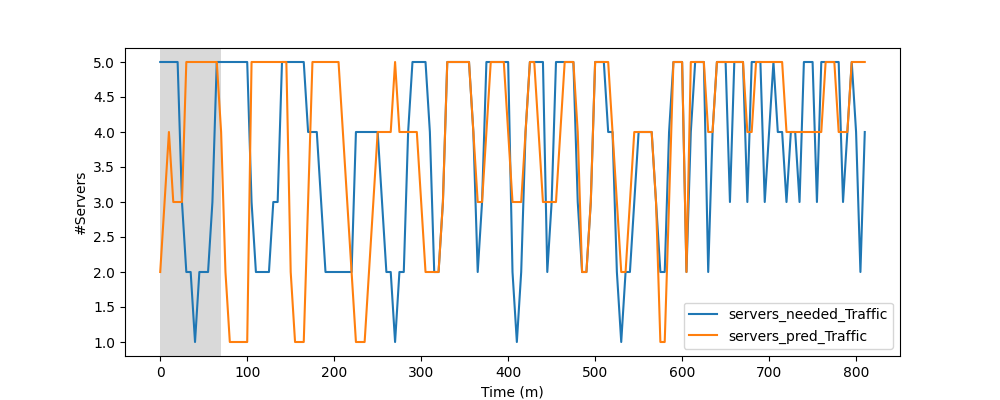 5.0
4.5
4.0
3.5
3.0
2.5
2.0
1.5
1.0
#Servers
0 100 200 300 400 500 600 700 800
Time (m)
servers_needed_Traffic
servers_pred_Traffic